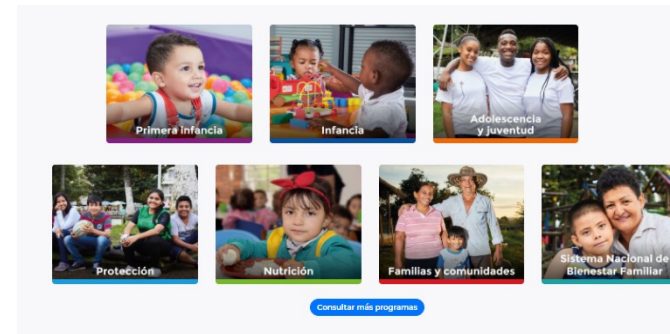 Primera infancia
Infancia
Adolescencia
y juventud
Protección
Nutrición
Familias y comunidades
Sistema Nacional de
Bienestar Familiar
Consultar más programas